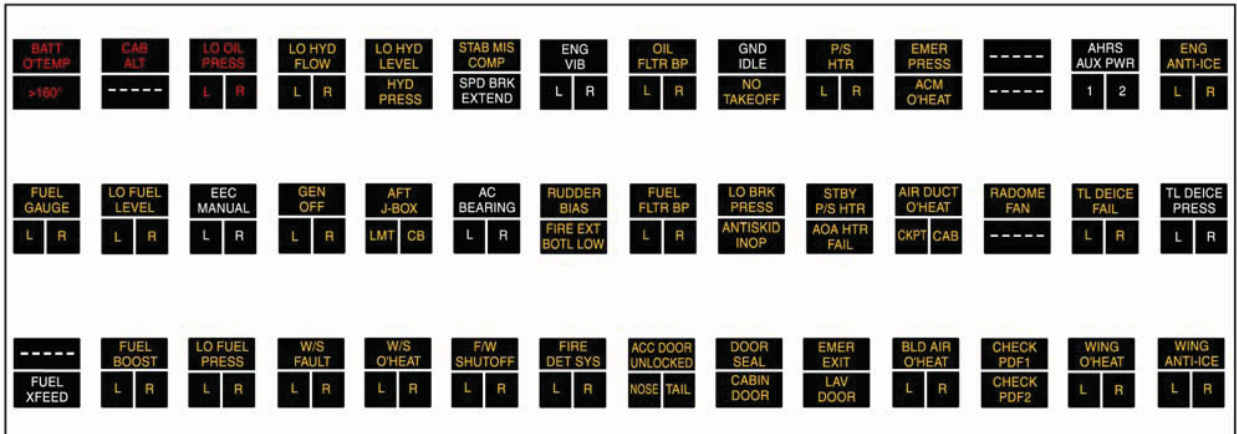 BATT O'TEMP >160°
CAB ALT -----
LO OIL PRESS L R
LO HYD FLOW L R
LO HYD LEVEL HYD PRESS
STAB MIS COMP SPD BRK EXTEND
ENG VIB L R
OIL FLTR BP L R
GND IDLE NO TAKEOFF
P/S HTR L R
EMER PRESS ACM O'HEAT
----- -----
AHRS AUX PWR 1 2
ENG ANTI-ICE L R
FUEL GAUGE L R
LO FUEL LEVEL L R
EEC MANUAL L R
GEN OFF L R
AFT J-BOX LMT CB
AC BEARING L R
RUDDER BIAS FIRE EXT BOTL LOW
FUEL FLTR BP L R
LO BRK PRESS ANTISKID INOP
STBY P/S HTR AOA HTR FAIL
AIR DUCT O'HEAT CKPT CAB
RADOME FAN -----
TL DEICE FAIL L R
TL DEICE PRESS L R
----- FUEL XFEED
FUEL BOOST L R
LO FUEL PRESS L R
W/S FAULT L R
W/S O'HEAT L R
F/W SHUTOFF L R
FIRE DET SYS L R
ACC DOOR UNLOCKED NOSE TAIL
DOOR SEAL CABIN DOOR
EMER EXIT LAV DOOR
BLD AIR O'HEAT L R
CHECK PDF1 CHECK PDF2
WING O'HEAT L R
WING ANTI-ICE L R